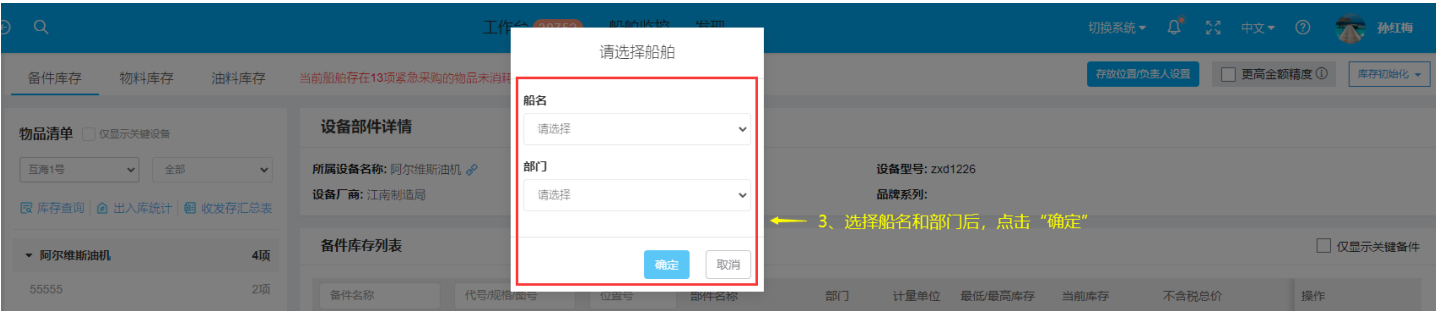 工作台 39753 船舶监控 发现 切换系统 中文 孙红梅
备件库存 物料库存 油料库存 当前船舶存在13项紧急采购的物品未消耗 存放位置/负责人设置 更高金额精度 库存初始化
请选择船舶
船名
请选择
部门
请选择
确定 取消
物品清单 仅显示关键设备
互海1号 全部
库存查询 出入库统计 收发存汇总表
阿尔维斯油机 4项
55555 2项
设备部件详情
所属设备名称: 阿尔维斯油机 设备型号: zxd1226
设备厂商: 江南制造局 品牌系列:
3、选择船名和部门后，点击“确定”
备件库存列表 仅显示关键备件
备件名称 代号/规格/图号 位置号 部件名称 部门 计量单位 最低/最高库存 当前库存 不含税总价 操作